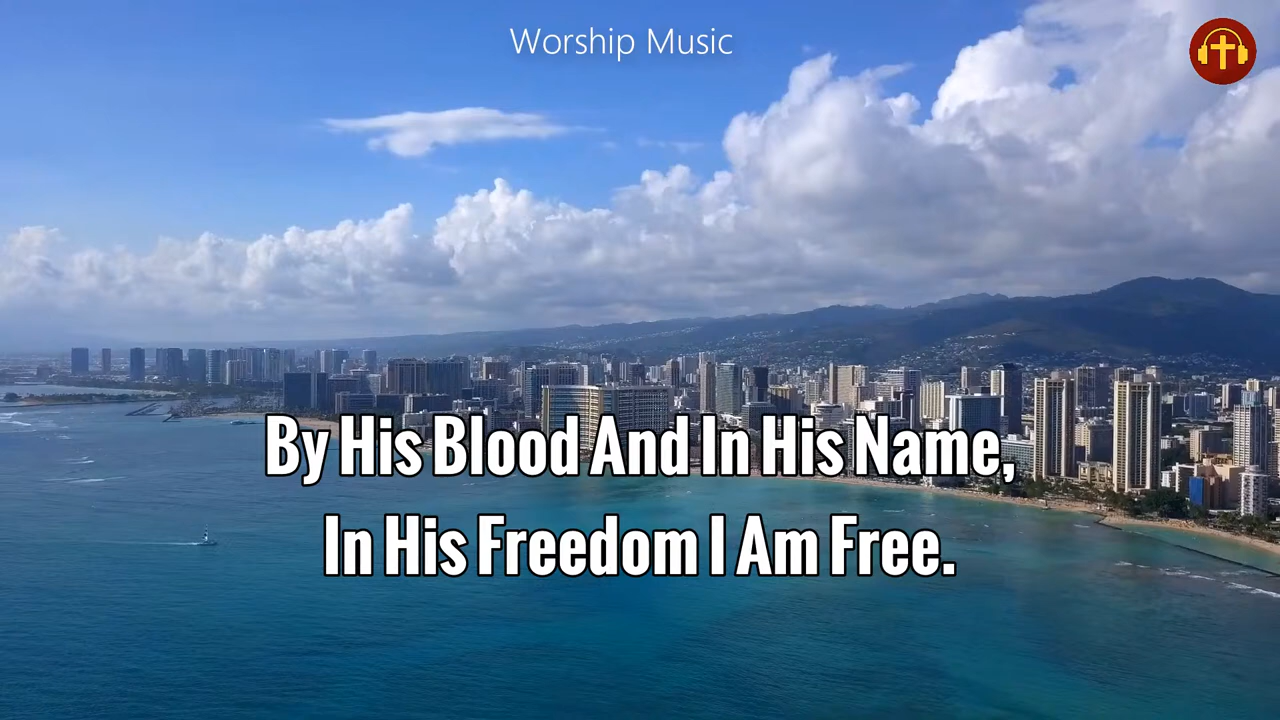 Worship Music
By His Blood And In His Name,
In His Freedom I Am Free.